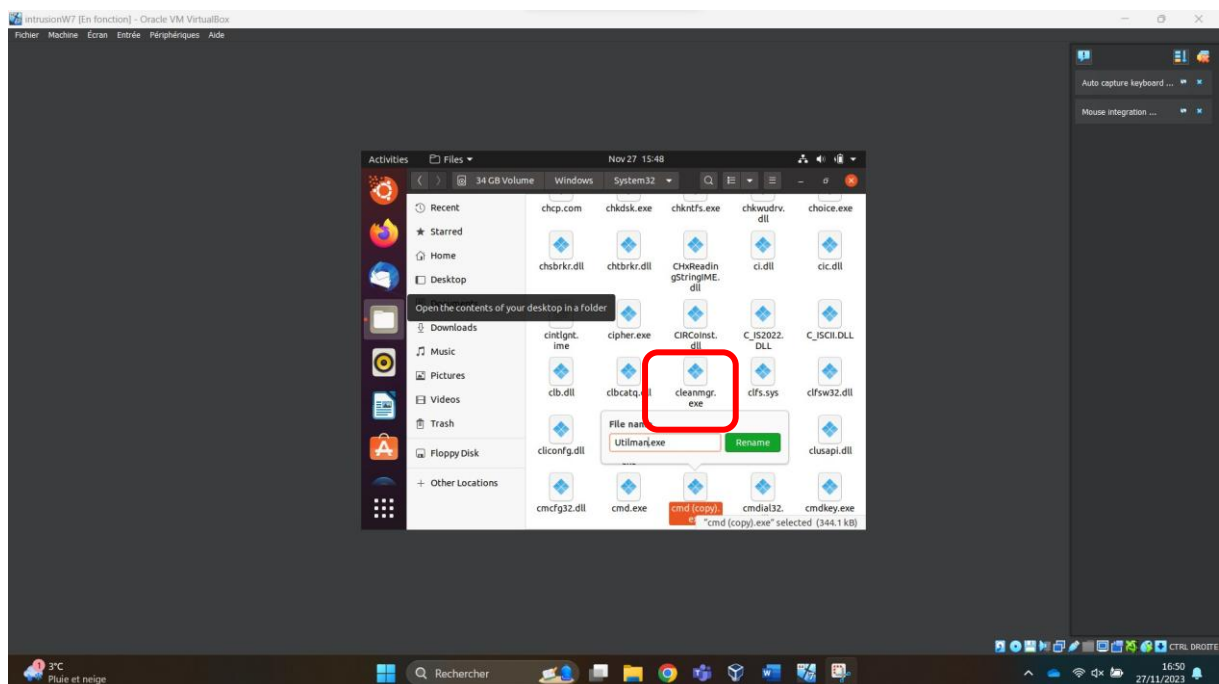 intrusionW7 [En fonction] - Oracle VM VirtualBox
Fichier Machine Écran Entrée Périphériques Aide
Auto capture keyboard ...
Mouse integration ...
Activities Files Nov 27 15:48
34 GB Volume Windows System32
Recent
Starred
Home
Desktop
Open the contents of your desktop in a folder
Downloads
Music
Pictures
Videos
Trash
Floppy Disk
+ Other Locations
chcp.com chkdsk.exe chkntfs.exe chkwudrv.dll choice.exe
chsbrkr.dll chtbrkr.dll CHxReadingStringIME.dll ci.dll cic.dll
cintlgnt.ime cipher.exe CIRCoInst.dll C_IS2022.DLL C_ISCII.DLL
clb.dll clbcatq.dll cleanmgr.exe clfs.sys clfsw32.dll
File name
Utilman.exe Rename
cliconfg.dll clusapi.dll
cmcfg32.dll cmd.exe cmd (copy). cmdial32. cmdkey.exe
"cmd (copy).exe" selected (344.1 kB)
CTRL DROITE
1
3°C
Pluie et neige
Rechercher
16:50
27/11/2023